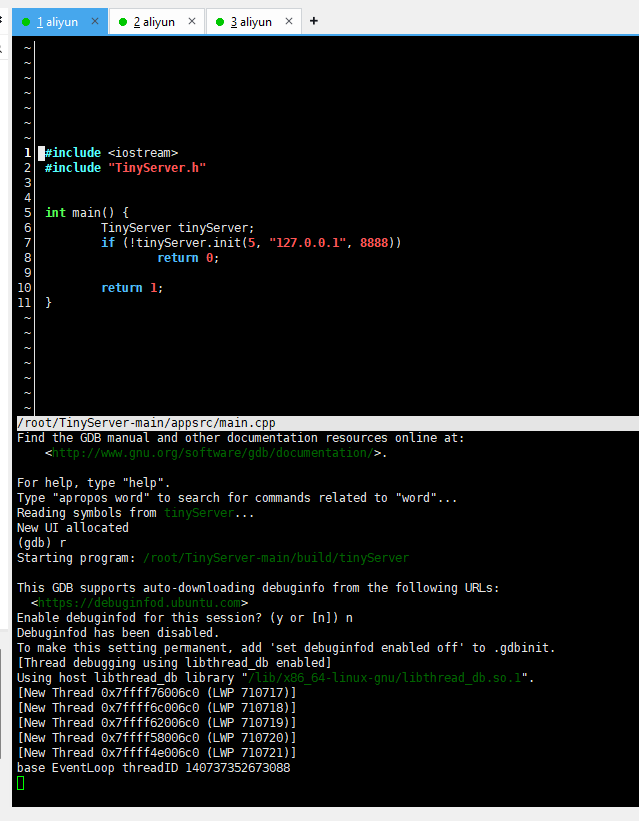 1 aliyun × 2 aliyun × 3 aliyun × +
~
~
~
~
~
~
~
1 #include <iostream>
2 #include "TinyServer.h"
3
4
5 int main() {
6 TinyServer tinyServer;
7 if (!tinyServer.init(5, "127.0.0.1", 8888))
8 return 0;
9
10 return 1;
11 }
~
~
~
~
~
~
~
/root/TinyServer-main/appsrc/main.cpp
Find the GDB manual and other documentation resources online at:
<http://www.gnu.org/software/gdb/documentation/>.
For help, type "help".
Type "apropos word" to search for commands related to "word"...
Reading symbols from tinyServer...
New UI allocated
(gdb) r
Starting program: /root/TinyServer-main/build/tinyServer
This GDB supports auto-downloading debuginfo from the following URLs:
<https://debuginfod.ubuntu.com>
Enable debuginfod for this session? (y or [n]) n
Debuginfod has been disabled.
To make this setting permanent, add 'set debuginfod enabled off' to .gdbinit.
[Thread debugging using libthread_db enabled]
Using host libthread_db library "/lib/x86_64-linux-gnu/libthread_db.so.1".
[New Thread 0x7ffff76006c0 (LWP 710717)]
[New Thread 0x7ffff6c006c0 (LWP 710718)]
[New Thread 0x7ffff62006c0 (LWP 710719)]
[New Thread 0x7ffff58006c0 (LWP 710720)]
[New Thread 0x7ffff4e006c0 (LWP 710721)]
base EventLoop threadID 140737352673088